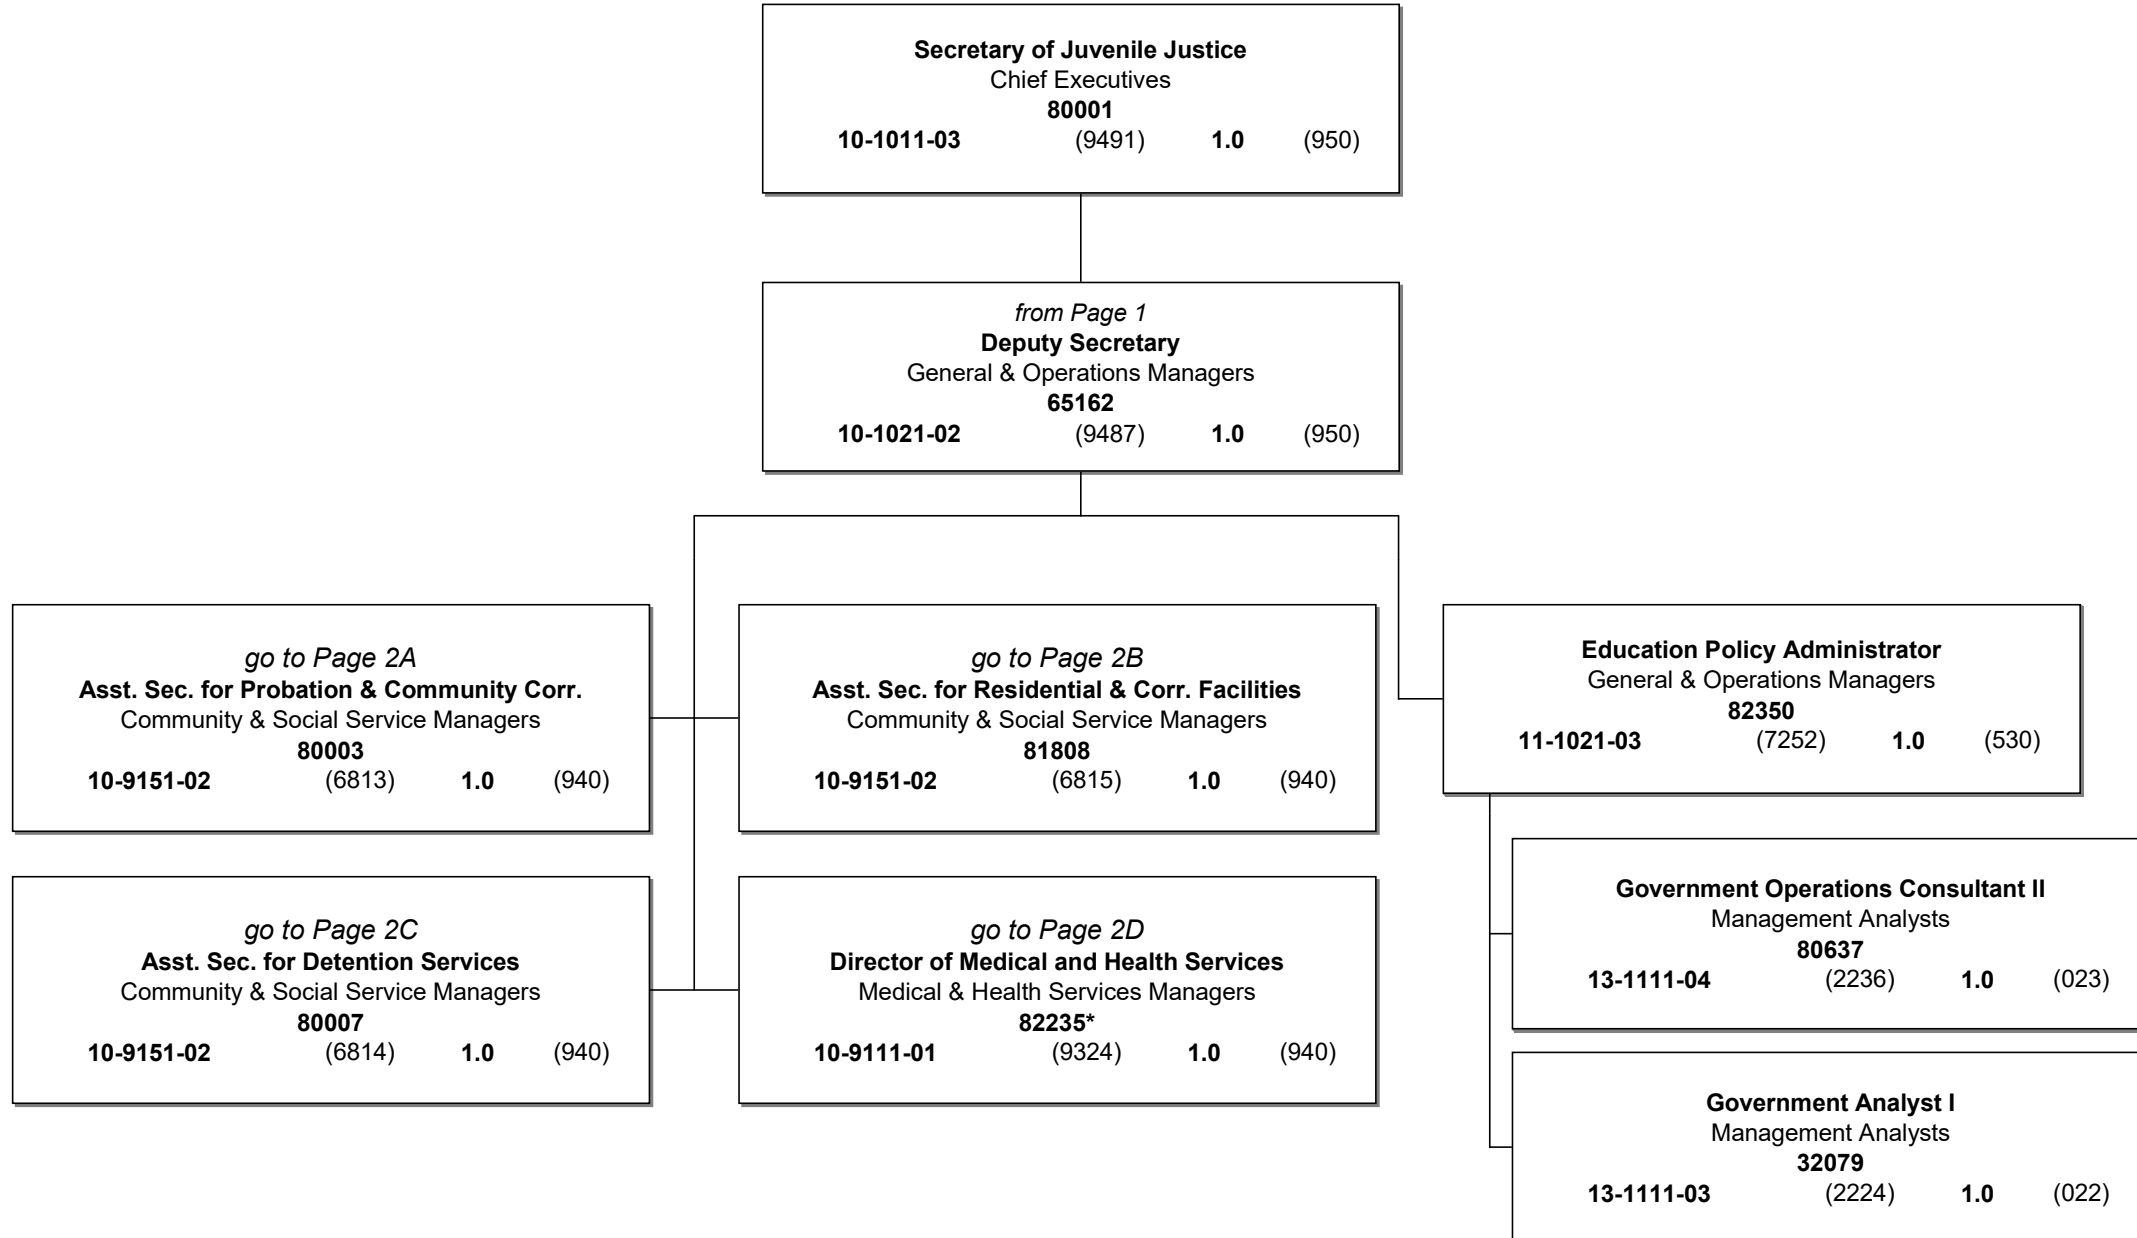 Secretary of Juvenile Justice
Chief Executives
80001
10-1011-03 (9491) 1.0 (950)
from Page 1
Deputy Secretary
General & Operations Managers
65162
10-1021-02 (9487) 1.0 (950)
go to Page 2A
Asst. Sec. for Probation & Community Corr.
Community & Social Service Managers
80003
10-9151-02 (6813) 1.0 (940)
go to Page 2B
Asst. Sec. for Residential & Corr. Facilities
Community & Social Service Managers
81808
10-9151-02 (6815) 1.0 (940)
Education Policy Administrator
General & Operations Managers
82350
11-1021-03 (7252) 1.0 (530)
go to Page 2C
Asst. Sec. for Detention Services
Community & Social Service Managers
80007
10-9151-02 (6814) 1.0 (940)
go to Page 2D
Director of Medical and Health Services
Medical & Health Services Managers
82235*
10-9111-01 (9324) 1.0 (940)
Government Operations Consultant II
Management Analysts
80637
13-1111-04 (2236) 1.0 (023)
Government Analyst I
Management Analysts
32079
13-1111-03 (2224) 1.0 (022)